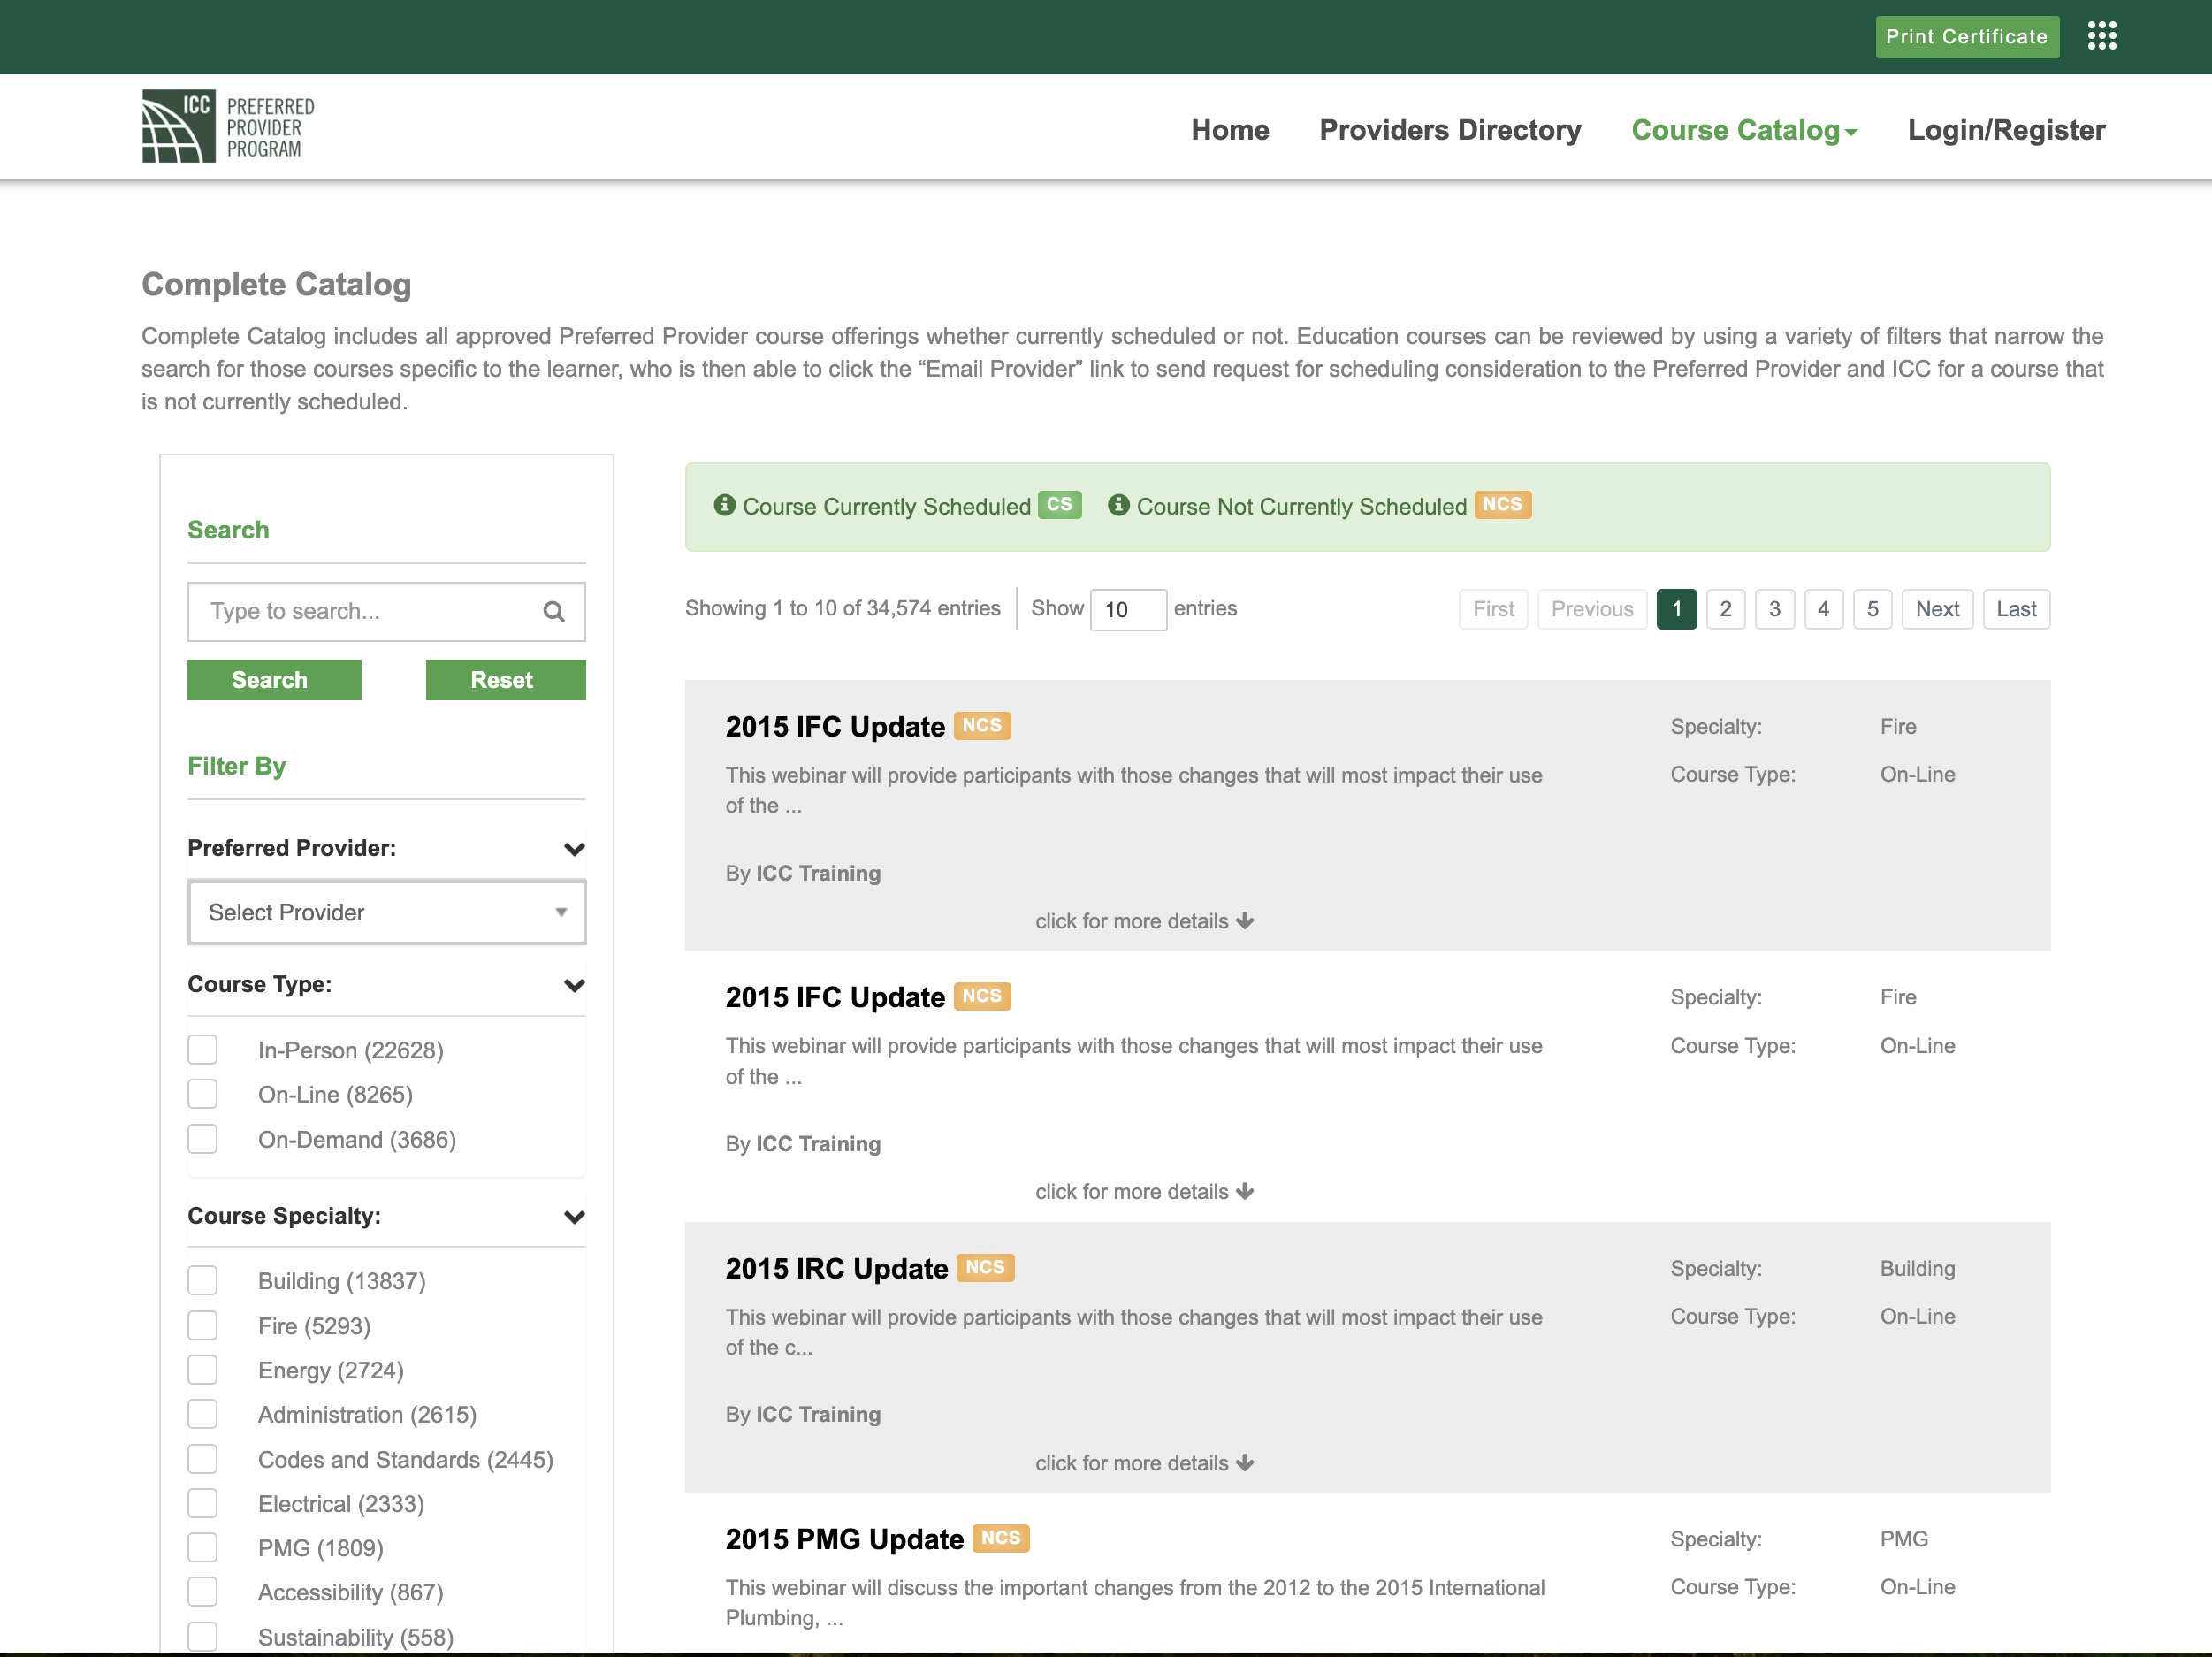 Print Certificate
ICC PREFERRED
PROVIDER
PROGRAM
Home Providers Directory Course Catalog Login/Register
Complete Catalog
Complete Catalog includes all approved Preferred Provider course offerings whether currently scheduled or not. Education courses can be reviewed by using a variety of filters that narrow the
search for those courses specific to the learner, who is then able to click the “Email Provider” link to send request for scheduling consideration to the Preferred Provider and ICC for a course that
is not currently scheduled.
Search
Type to search...
Search Reset
Filter By
Preferred Provider:
Select Provider
Course Type:
In-Person (22628)
On-Line (8265)
On-Demand (3686)
Course Specialty:
Building (13837)
Fire (5293)
Energy (2724)
Administration (2615)
Codes and Standards (2445)
Electrical (2333)
PMG (1809)
Accessibility (867)
Sustainability (558)
Course Currently Scheduled CS Course Not Currently Scheduled NCS
Showing 1 to 10 of 34,574 entries Show 10 entries First Previous 1 2 3 4 5 Next Last
2015 IFC Update NCS
This webinar will provide participants with those changes that will most impact their use
of the ...
By ICC Training
click for more details
Specialty: Fire
Course Type: On-Line
2015 IFC Update NCS
This webinar will provide participants with those changes that will most impact their use
of the ...
By ICC Training
click for more details
Specialty: Fire
Course Type: On-Line
2015 IRC Update NCS
This webinar will provide participants with those changes that will most impact their use
of the c...
By ICC Training
click for more details
Specialty: Building
Course Type: On-Line
2015 PMG Update NCS
This webinar will discuss the important changes from the 2012 to the 2015 International
Plumbing, ...
Specialty: PMG
Course Type: On-Line